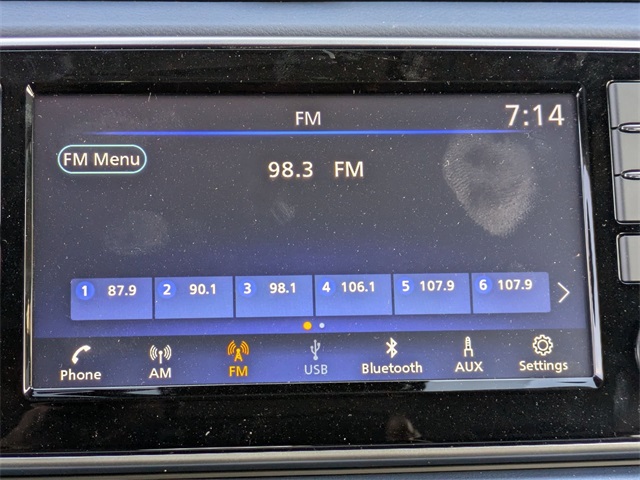 FM 7:14
FM Menu
98.3 FM
1 87.9 2 90.1 3 98.1 4 106.1 5 107.9 6 107.9
Phone AM FM USB Bluetooth AUX Settings